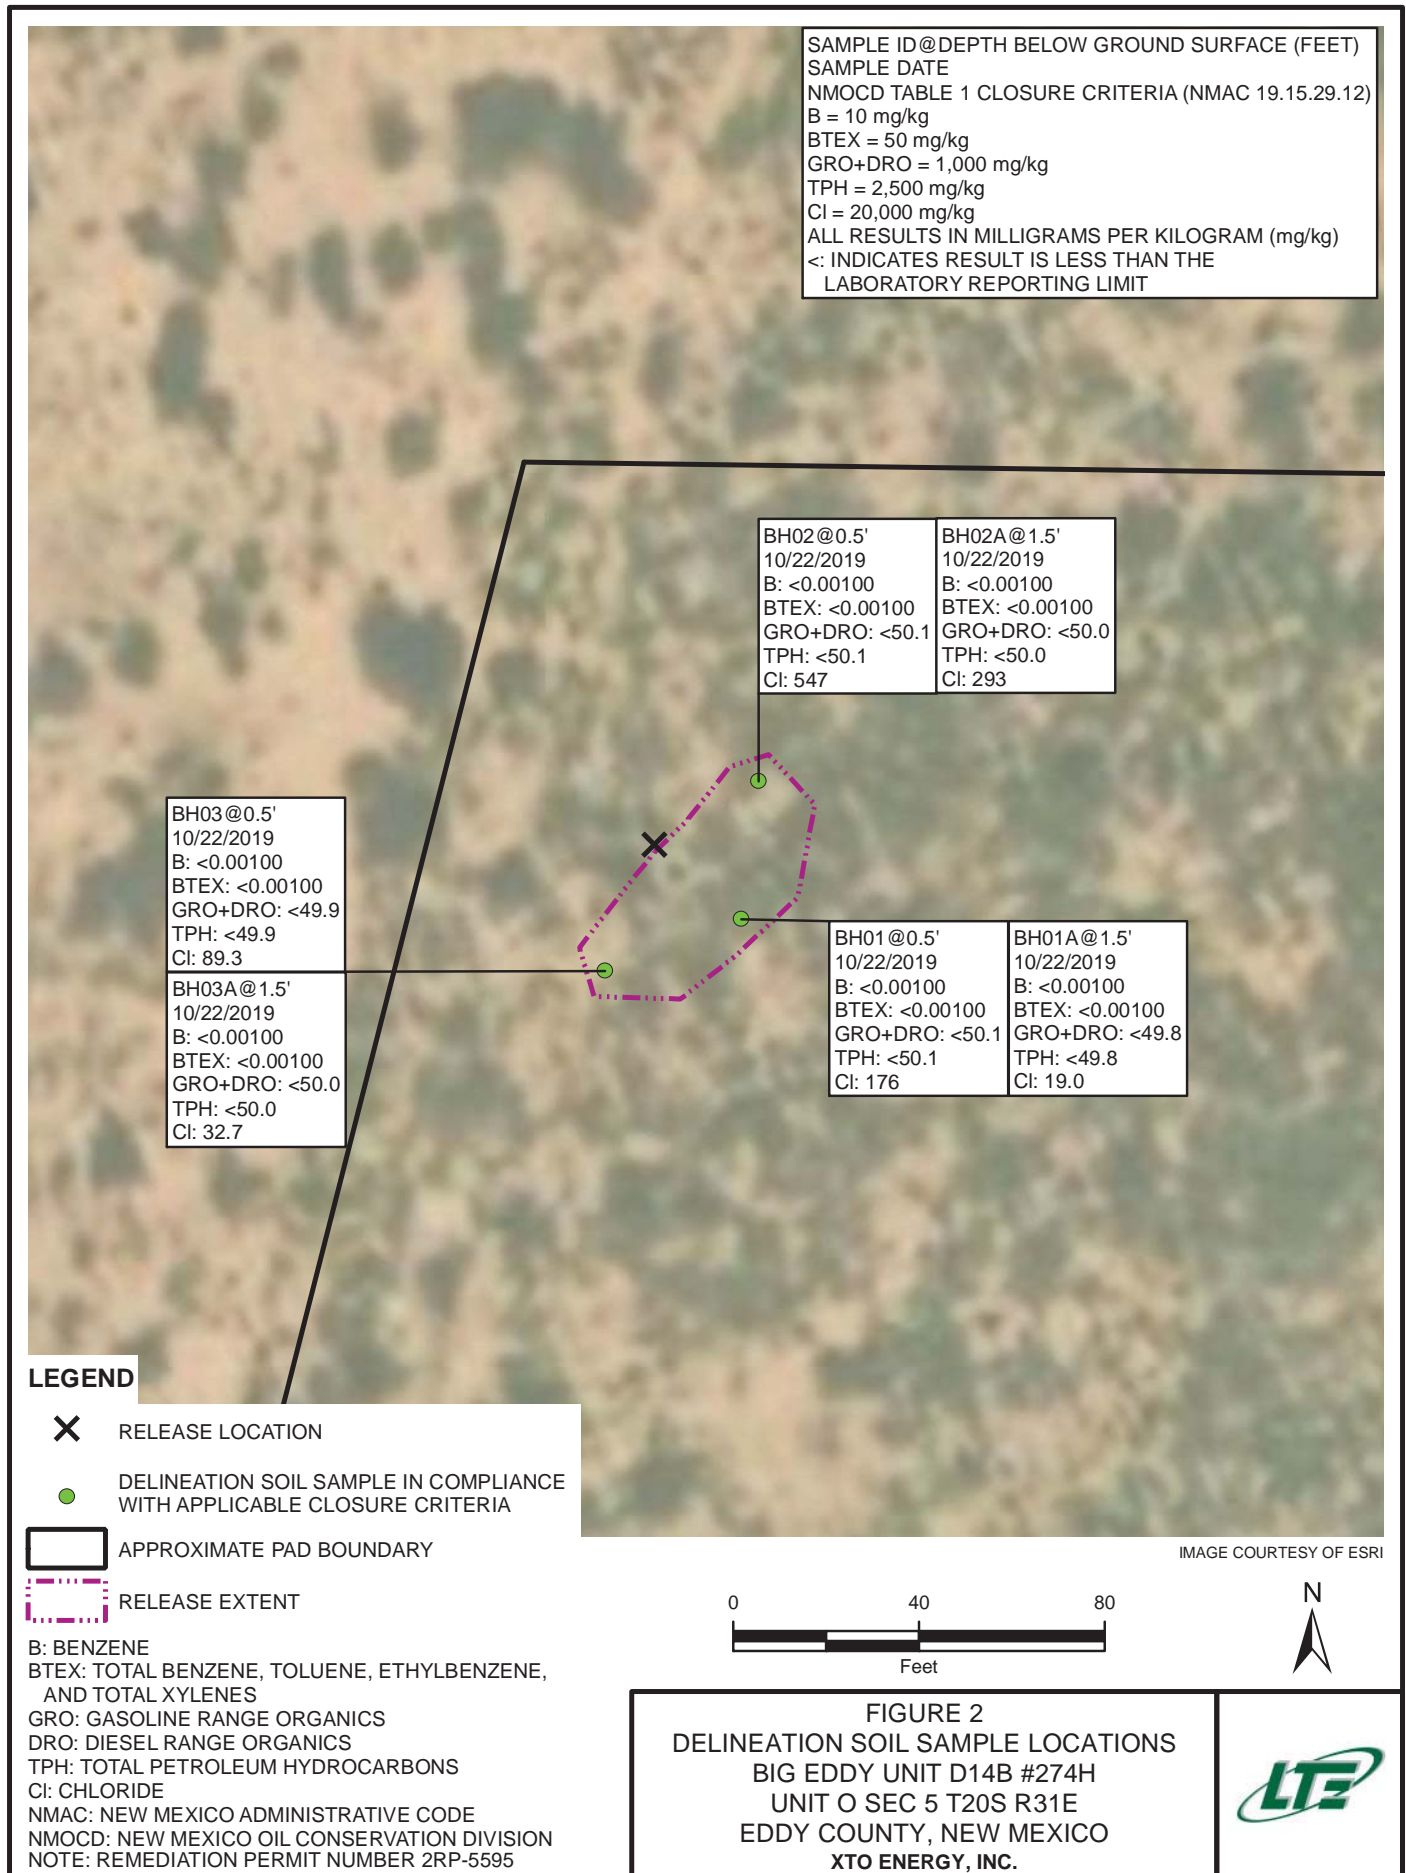 SAMPLE ID@DEPTH BELOW GROUND SURFACE (FEET)
SAMPLE DATE
NMOCD TABLE 1 CLOSURE CRITERIA (NMAC 19.15.29.12)
B = 10 mg/kg
BTEX = 50 mg/kg
GRO+DRO = 1,000 mg/kg
TPH = 2,500 mg/kg
Cl = 20,000 mg/kg
ALL RESULTS IN MILLIGRAMS PER KILOGRAM (mg/kg)
<: INDICATES RESULT IS LESS THAN THE
LABORATORY REPORTING LIMIT
BH02@0.5'
10/22/2019
B: <0.00100
BTEX: <0.00100
GRO+DRO: <50.1
TPH: <50.1
Cl: 547
BH02A@1.5'
10/22/2019
B: <0.00100
BTEX: <0.00100
GRO+DRO: <50.0
TPH: <50.0
Cl: 293
BH03@0.5'
10/22/2019
B: <0.00100
BTEX: <0.00100
GRO+DRO: <49.9
TPH: <49.9
Cl: 89.3
BH03A@1.5'
10/22/2019
B: <0.00100
BTEX: <0.00100
GRO+DRO: <50.0
TPH: <50.0
Cl: 32.7
BH01@0.5'
10/22/2019
B: <0.00100
BTEX: <0.00100
GRO+DRO: <50.1
TPH: <50.1
Cl: 176
BH01A@1.5'
10/22/2019
B: <0.00100
BTEX: <0.00100
GRO+DRO: <49.8
TPH: <49.8
Cl: 19.0
LEGEND
RELEASE LOCATION
DELINEATION SOIL SAMPLE IN COMPLIANCE
WITH APPLICABLE CLOSURE CRITERIA
APPROXIMATE PAD BOUNDARY
RELEASE EXTENT
B: BENZENE
BTEX: TOTAL BENZENE, TOLUENE, ETHYLBENZENE,
AND TOTAL XYLENES
GRO: GASOLINE RANGE ORGANICS
DRO: DIESEL RANGE ORGANICS
TPH: TOTAL PETROLEUM HYDROCARBONS
Cl: CHLORIDE
NMAC: NEW MEXICO ADMINISTRATIVE CODE
NMOCD: NEW MEXICO OIL CONSERVATION DIVISION
NOTE: REMEDIATION PERMIT NUMBER 2RP-5595
IMAGE COURTESY OF ESRI
0 40 80
Feet
N
FIGURE 2
DELINEATION SOIL SAMPLE LOCATIONS
BIG EDDY UNIT D14B #274H
UNIT O SEC 5 T20S R31E
EDDY COUNTY, NEW MEXICO
XTO ENERGY, INC.
LTE